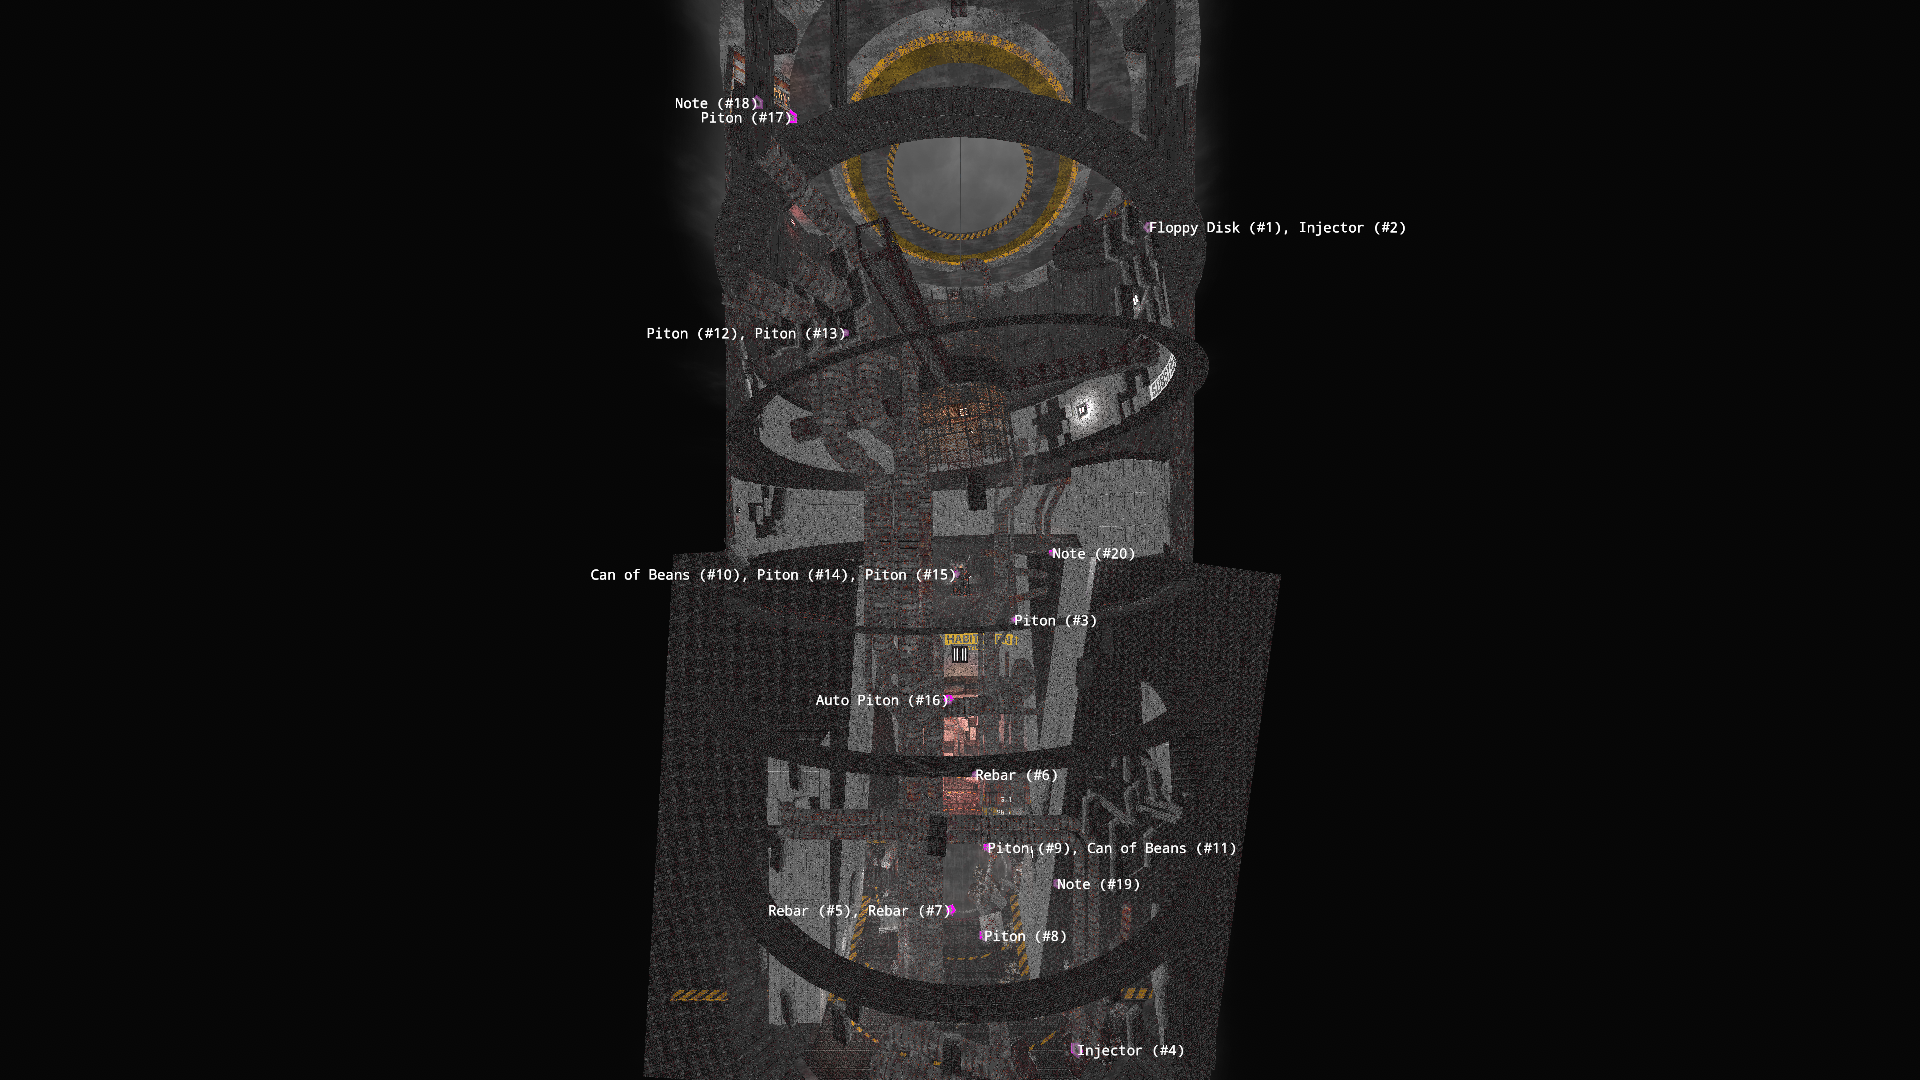 Note (#18)
Piton (#17)
Floppy Disk (#1), Injector (#2)
Piton (#12), Piton (#13)
Note (#20)
Can of Beans (#10), Piton (#14), Piton (#15)
Piton (#3)
HABIT
Auto Piton (#16)
Rebar (#6)
Piton (#9), Can of Beans (#11)
Note (#19)
Rebar (#5), Rebar (#7)
Piton (#8)
Injector (#4)